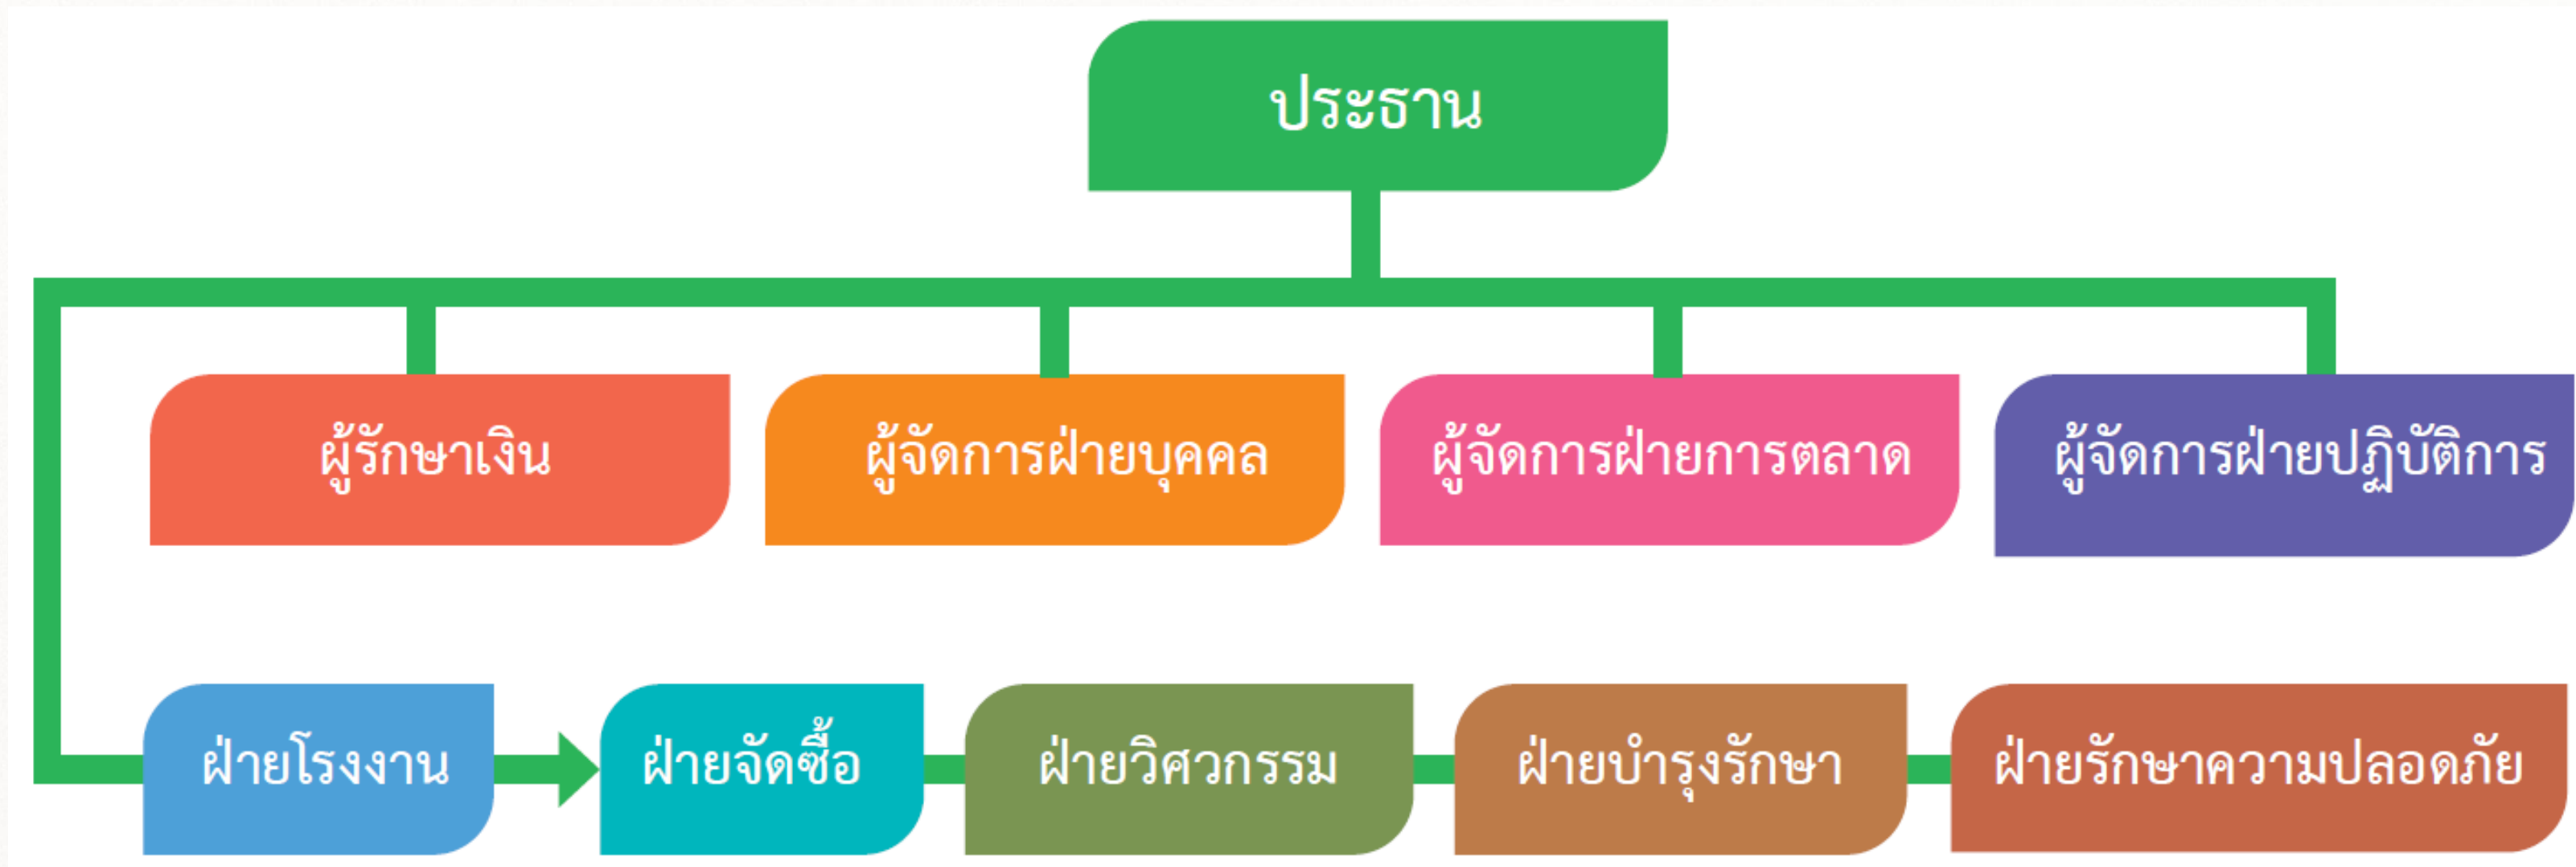 ประธาน
ผู้รักษาเงิน
ผู้จัดการฝ่ายบุคคล
ผู้จัดการฝ่ายการตลาด
ผู้จัดการฝ่ายปฏิบัติการ
ฝ่ายโรงงาน
ฝ่ายจัดซื้อ
ฝ่ายวิศวกรรม
ฝ่ายบำรุงรักษา
ฝ่ายรักษาความปลอดภัย